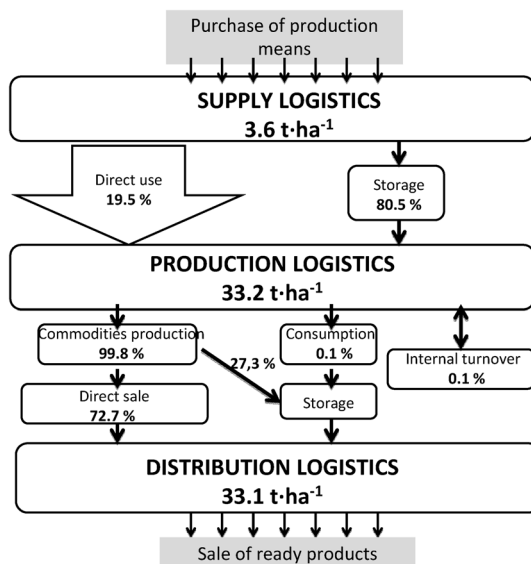 Purchase of production
means
SUPPLY LOGISTICS
3.6 t·ha⁻¹
Direct use
19.5 %
Storage
80.5 %
PRODUCTION LOGISTICS
33.2 t·ha⁻¹
Commodities production
99.8 %
27,3 %
Consumption
0.1 %
Internal turnover
0.1 %
Direct sale
72.7 %
Storage
DISTRIBUTION LOGISTICS
33.1 t·ha⁻¹
Sale of ready products